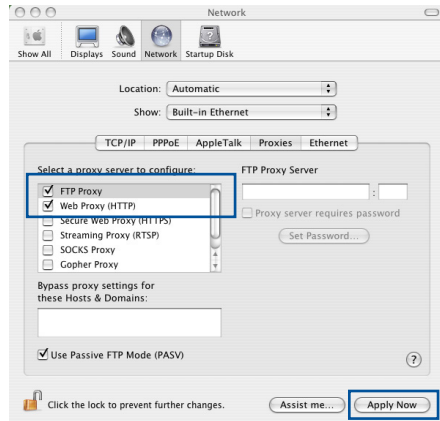 Network
Show All Displays Sound Network Startup Disk
Location: Automatic
Show: Built-in Ethernet
TCP/IP PPPoE AppleTalk Proxies Ethernet
Select a proxy server to configure: FTP Proxy Server
FTP Proxy
Web Proxy (HTTP) :
Secure Web Proxy (HTTPS) Proxy server requires password
Streaming Proxy (RTSP) Set Password...
SOCKS Proxy
Gopher Proxy
Bypass proxy settings for
these Hosts & Domains:
Use Passive FTP Mode (PASV) ?
Click the lock to prevent further changes. Assist me... Apply Now